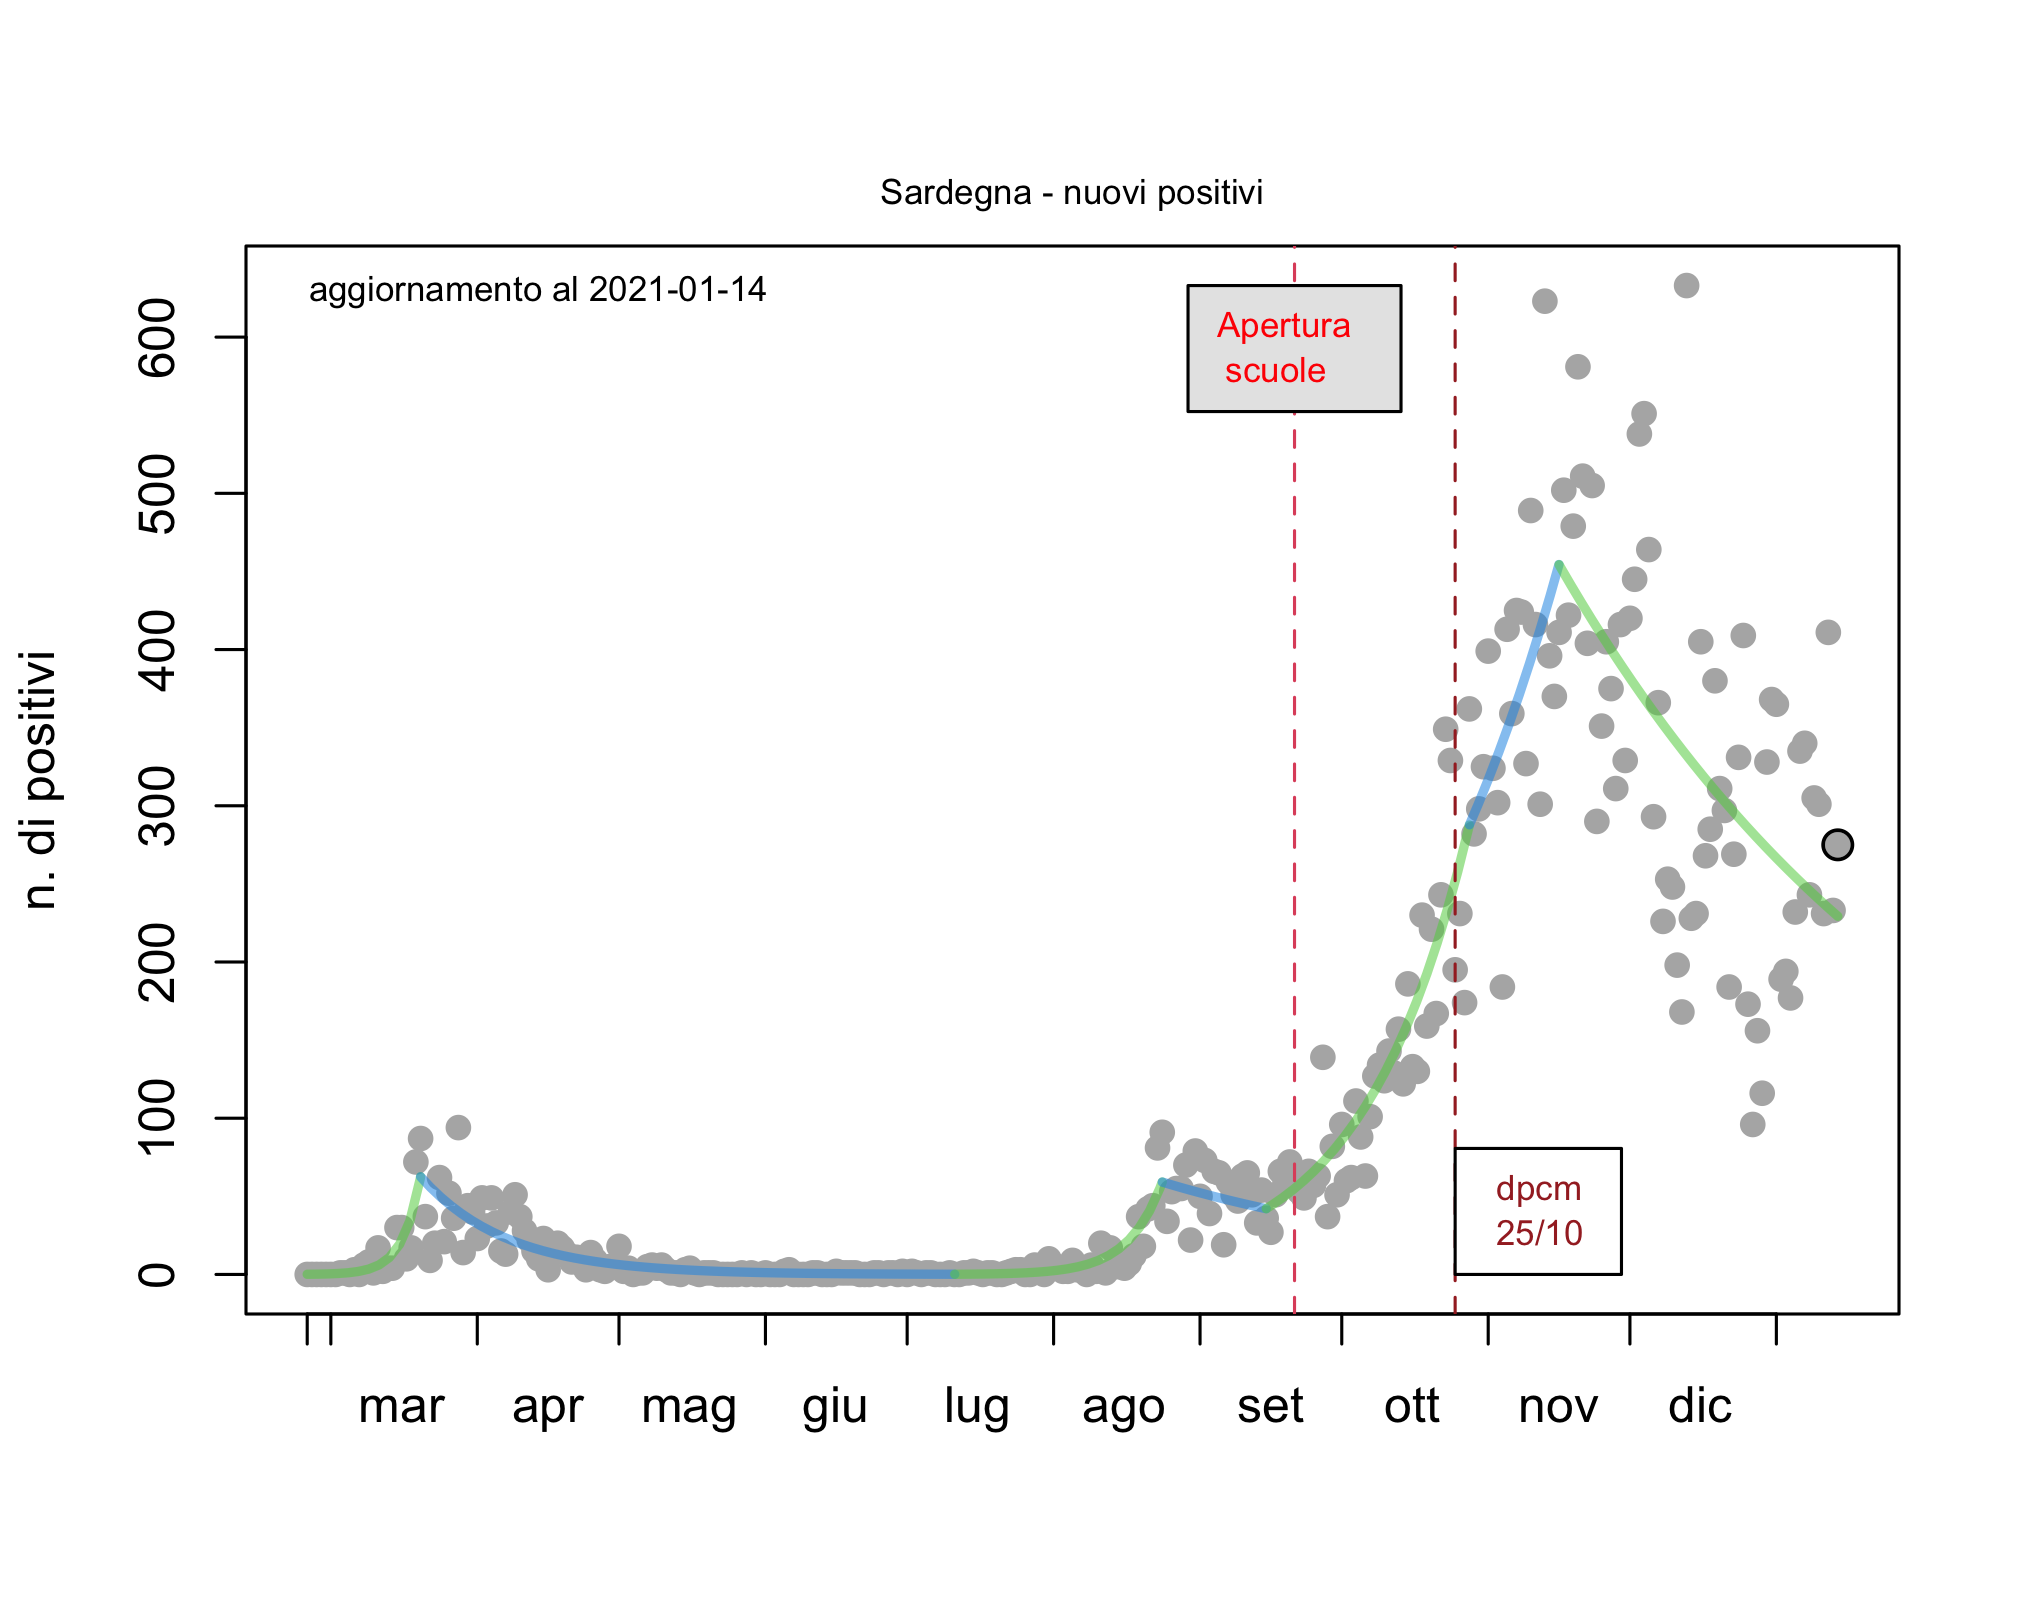 Sardegna - nuovi positivi
aggiornamento al 2021-01-14
Apertura
scuole
dpcm
25/10
n. di positivi
600
500
400
300
200
100
0
mar apr mag giu lug ago set ott nov dic